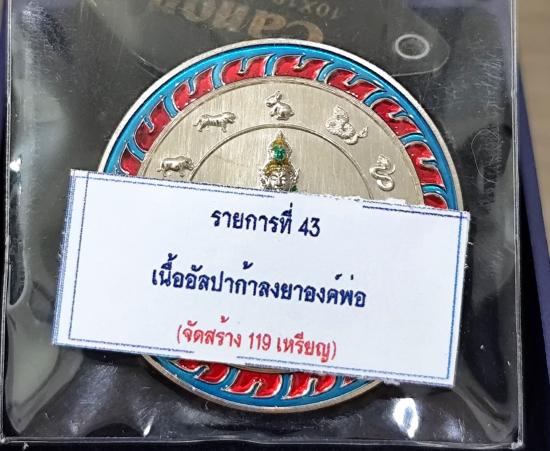 Canon
รายการที่ 43
เนื้ออัลปาก้าลงยาองค์พ่อ
(จัดสร้าง 119 เหรียญ)